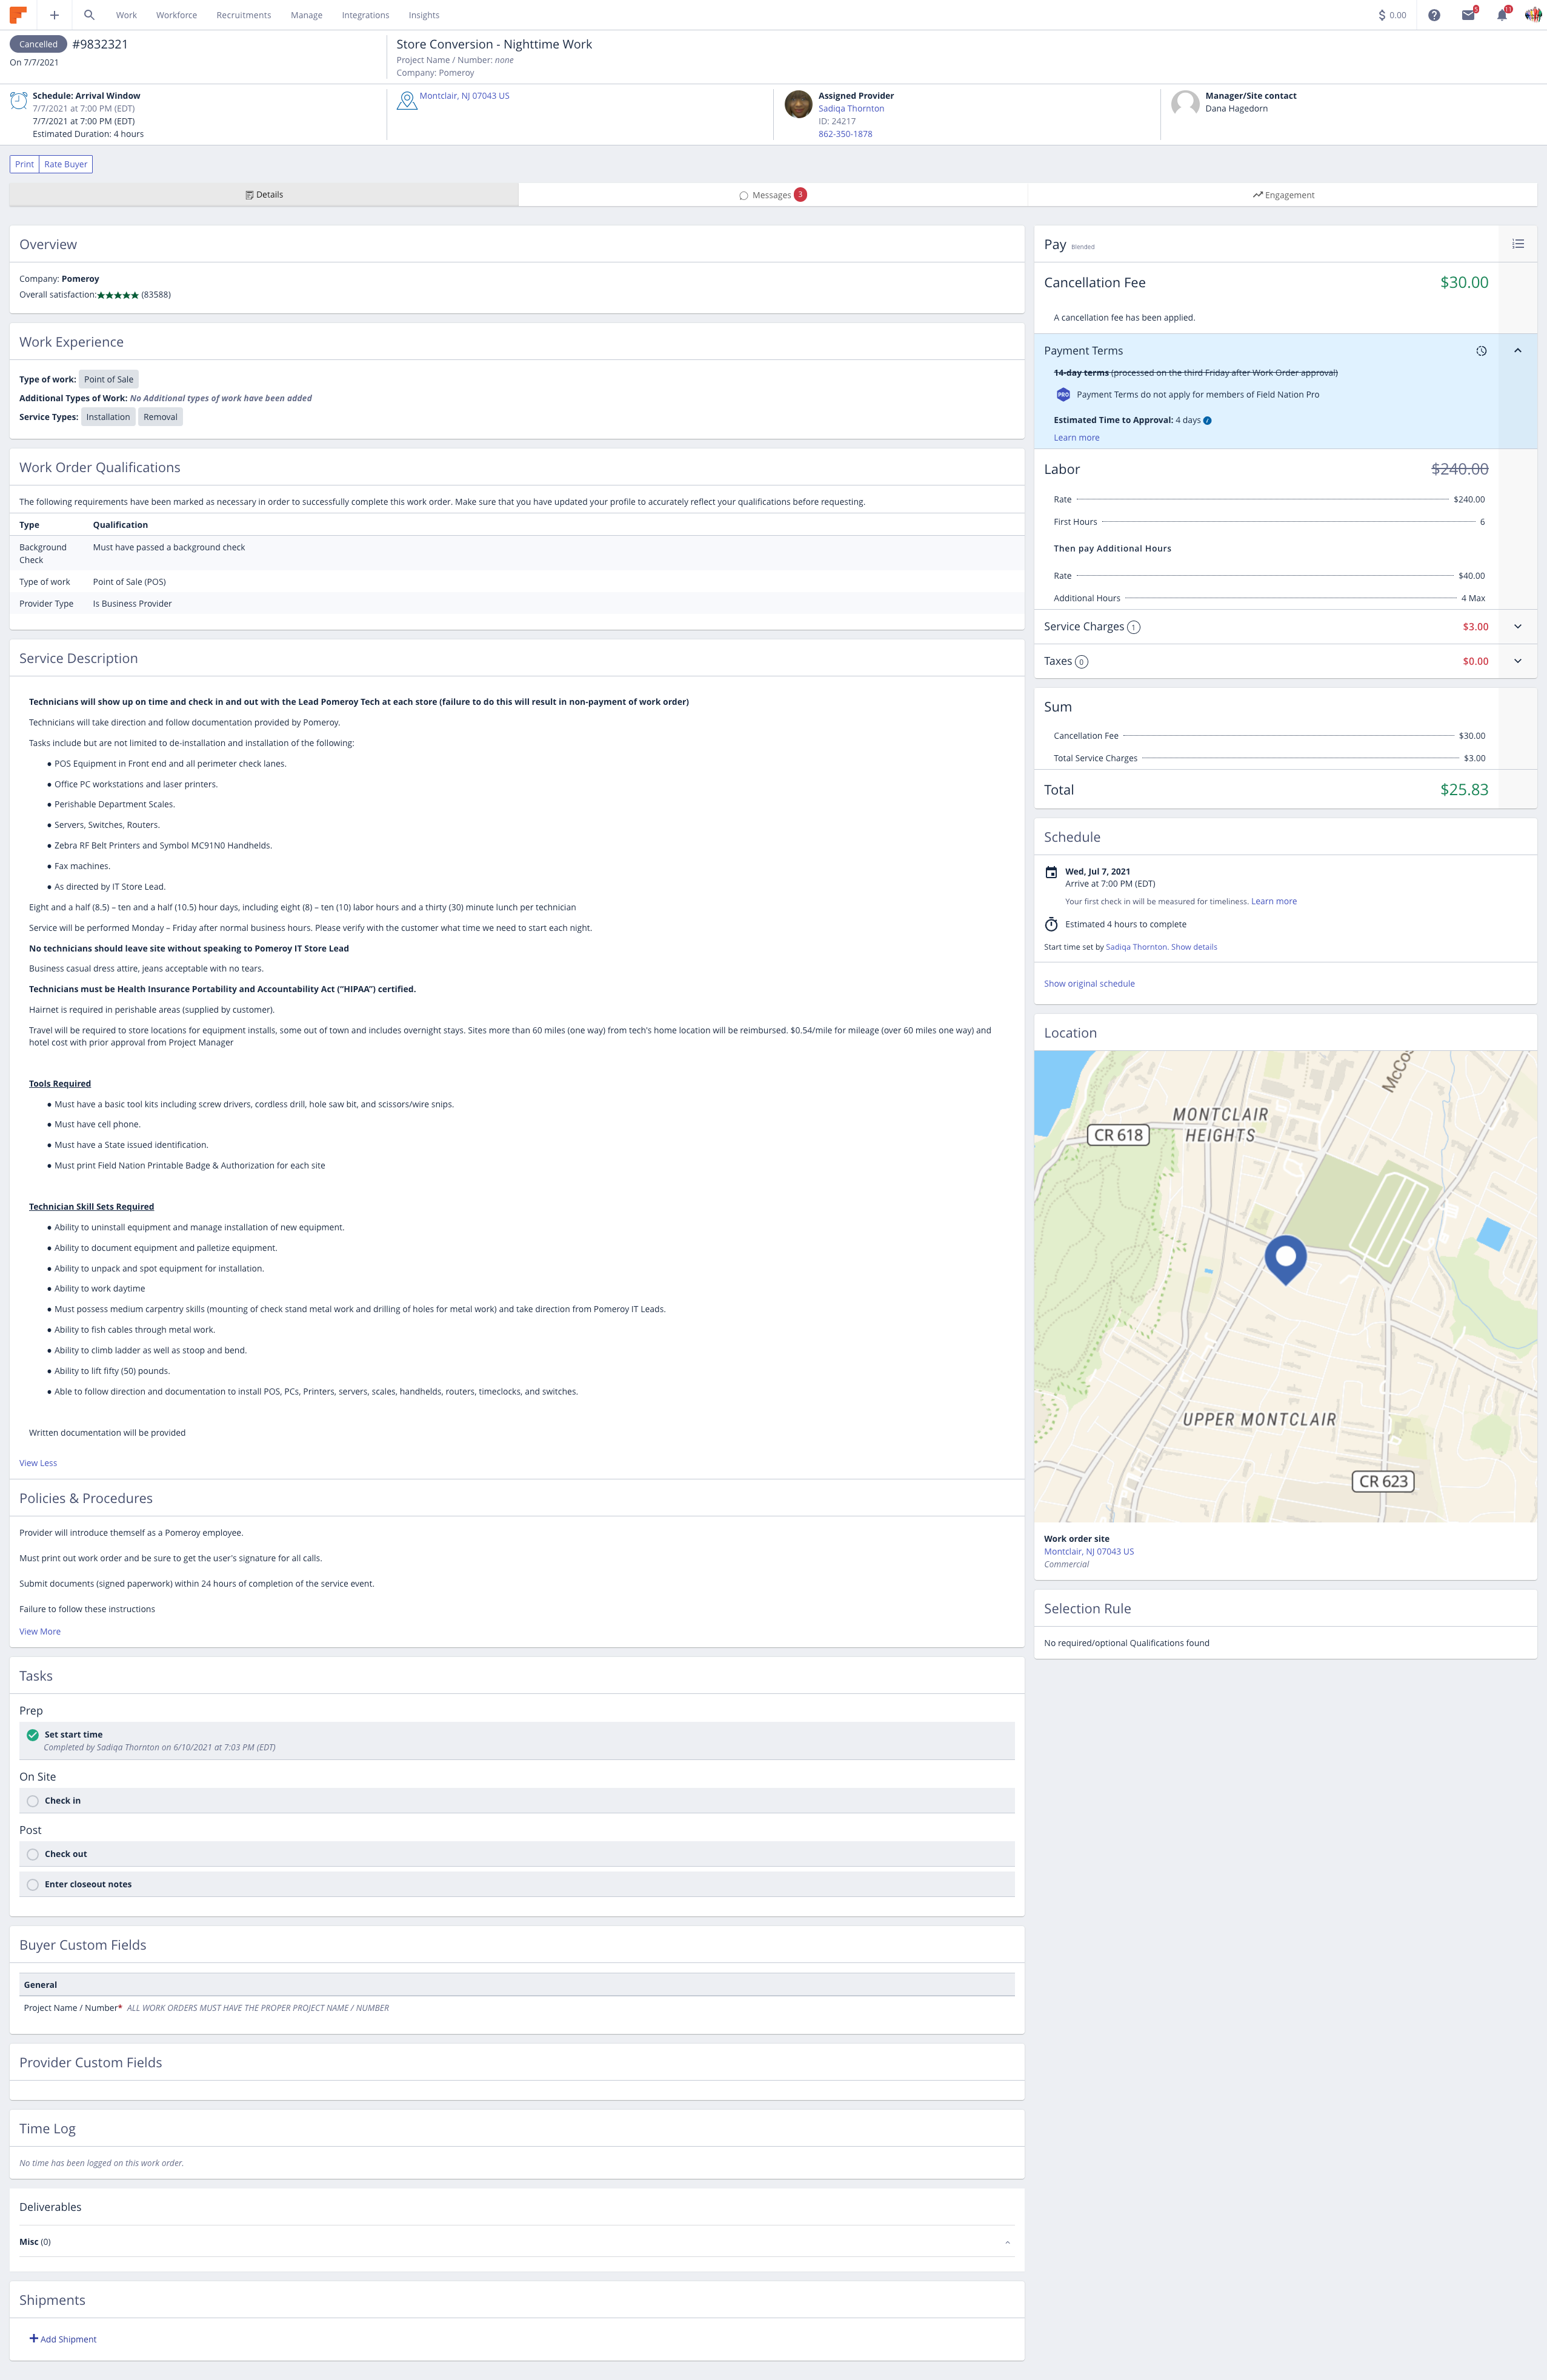 Work Workforce Recruitments Manage Integrations Insights
$ 0.00
3
11
Cancelled #9832321
On 7/7/2021
Store Conversion - Nighttime Work
Project Name / Number: none
Company: Pomeroy
Schedule: Arrival Window
7/7/2021 at 7:00 PM (EDT)
7/7/2021 at 7:00 PM (EDT)
Estimated Duration: 4 hours
Montclair, NJ 07043 US
Assigned Provider
Sadiqa Thornton
ID: 24217
862-350-1878
Manager/Site contact
Dana Hagedorn
Print Rate Buyer
Details
Messages 3
Engagement
Overview
Company: Pomeroy
Overall satisfaction:★★★★★ (83588)
Work Experience
Type of work: Point of Sale
Additional Types of Work: No Additional types of work have been added
Service Types: Installation Removal
Work Order Qualifications
The following requirements have been marked as necessary in order to successfully complete this work order. Make sure that you have updated your profile to accurately reflect your qualifications before requesting.
Type Qualification
Background Check Must have passed a background check
Type of work Point of Sale (POS)
Provider Type Is Business Provider
Service Description
Technicians will show up on time and check in and out with the Lead Pomeroy Tech at each store (failure to do this will result in non-payment of work order)
Technicians will take direction and follow documentation provided by Pomeroy.
Tasks include but are not limited to de-installation and installation of the following:
● POS Equipment in Front end and all perimeter check lanes.
● Office PC workstations and laser printers.
● Perishable Department Scales.
● Servers, Switches, Routers.
● Zebra RF Belt Printers and Symbol MC91N0 Handhelds.
● Fax machines.
● As directed by IT Store Lead.
Eight and a half (8.5) – ten and a half (10.5) hour days, including eight (8) – ten (10) labor hours and a thirty (30) minute lunch per technician
Service will be performed Monday – Friday after normal business hours. Please verify with the customer what time we need to start each night.
No technicians should leave site without speaking to Pomeroy IT Store Lead
Business casual dress attire, jeans acceptable with no tears.
Technicians must be Health Insurance Portability and Accountability Act (“HIPAA”) certified.
Hairnet is required in perishable areas (supplied by customer).
Travel will be required to store locations for equipment installs, some out of town and includes overnight stays. Sites more than 60 miles (one way) from tech's home location will be reimbursed. $0.54/mile for mileage (over 60 miles one way) and
hotel cost with prior approval from Project Manager
Tools Required
● Must have a basic tool kits including screw drivers, cordless drill, hole saw bit, and scissors/wire snips.
● Must have cell phone.
● Must have a State issued identification.
● Must print Field Nation Printable Badge & Authorization for each site
Technician Skill Sets Required
● Ability to uninstall equipment and manage installation of new equipment.
● Ability to document equipment and palletize equipment.
● Ability to unpack and spot equipment for installation.
● Ability to work daytime
● Must possess medium carpentry skills (mounting of check stand metal work and drilling of holes for metal work) and take direction from Pomeroy IT Leads.
● Ability to fish cables through metal work.
● Ability to climb ladder as well as stoop and bend.
● Ability to lift fifty (50) pounds.
● Able to follow direction and documentation to install POS, PCs, Printers, servers, scales, handhelds, routers, timeclocks, and switches.
Written documentation will be provided
View Less
Policies & Procedures
Provider will introduce themself as a Pomeroy employee.
Must print out work order and be sure to get the user's signature for all calls.
Submit documents (signed paperwork) within 24 hours of completion of the service event.
Failure to follow these instructions
View More
Tasks
Prep
Set start time
Completed by Sadiqa Thornton on 6/10/2021 at 7:03 PM (EDT)
On Site
Check in
Post
Check out
Enter closeout notes
Buyer Custom Fields
General
Project Name / Number* ALL WORK ORDERS MUST HAVE THE PROPER PROJECT NAME / NUMBER
Provider Custom Fields
Time Log
No time has been logged on this work order.
Deliverables
Misc (0)
Shipments
+ Add Shipment
Pay Blended
Cancellation Fee $30.00
A cancellation fee has been applied.
Payment Terms
14-day terms (processed on the third Friday after Work Order approval)
PRO Payment Terms do not apply for members of Field Nation Pro
Estimated Time to Approval: 4 days
Learn more
Labor $240.00
Rate $240.00
First Hours 6
Then pay Additional Hours
Rate $40.00
Additional Hours 4 Max
Service Charges 1 $3.00
Taxes 0 $0.00
Sum
Cancellation Fee $30.00
Total Service Charges $3.00
Total $25.83
Schedule
Wed, Jul 7, 2021
Arrive at 7:00 PM (EDT)
Your first check in will be measured for timeliness. Learn more
Estimated 4 hours to complete
Start time set by Sadiqa Thornton. Show details
Show original schedule
Location
McCos
MONTCLAIR
HEIGHTS
CR 618
UPPER MONTCLAIR
CR 623
Work order site
Montclair, NJ 07043 US
Commercial
Selection Rule
No required/optional Qualifications found